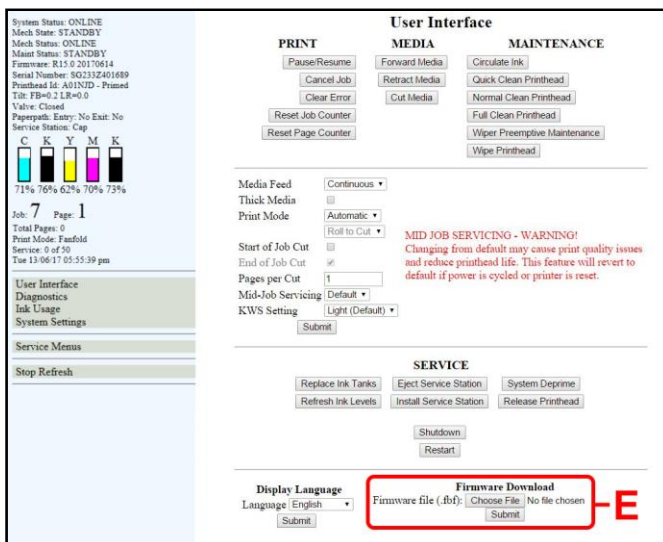 System Status: ONLINE
Mech State: STANDBY
Mech Status: ONLINE
Maint Status: STANDBY
Firmware: R15.0 20170614
Serial Number: SG233Z401689
Printhead Id: A01NJD - Primed
Tilt: FB=0.2 LR=0.0
Valve: Closed
Paperpath: Entry: No Exit: No
Service Station: Cap
C K Y M K
71% 76% 62% 70% 73%
Job: 7 Page: 1
Total Pages: 0
Print Mode: Fanfold
Service: 0 of 50
Tue 13/06/17 05:55:39 pm
User Interface
Diagnostics
Ink Usage
System Settings
Service Menus
Stop Refresh
User Interface
PRINT MEDIA MAINTENANCE
Pause/Resume Forward Media Circulate Ink
Cancel Job Retract Media Quick Clean Printhead
Clear Error Cut Media Normal Clean Printhead
Reset Job Counter Full Clean Printhead
Reset Page Counter Wiper Preemptive Maintenance
Wipe Printhead
Media Feed Continuous
Thick Media
Print Mode Automatic
Roll to Cut
Start of Job Cut
End of Job Cut
Pages per Cut 1
Mid-Job Servicing Default
KWS Setting Light (Default)
Submit
MID JOB SERVICING - WARNING!
Changing from default may cause print quality issues
and reduce printhead life. This feature will revert to
default if power is cycled or printer is reset.
SERVICE
Replace Ink Tanks Eject Service Station System Deprime
Refresh Ink Levels Install Service Station Release Printhead
Shutdown
Restart
Display Language
Language English
Submit
Firmware Download
Firmware file (.fbf): Choose File No file chosen
Submit
E